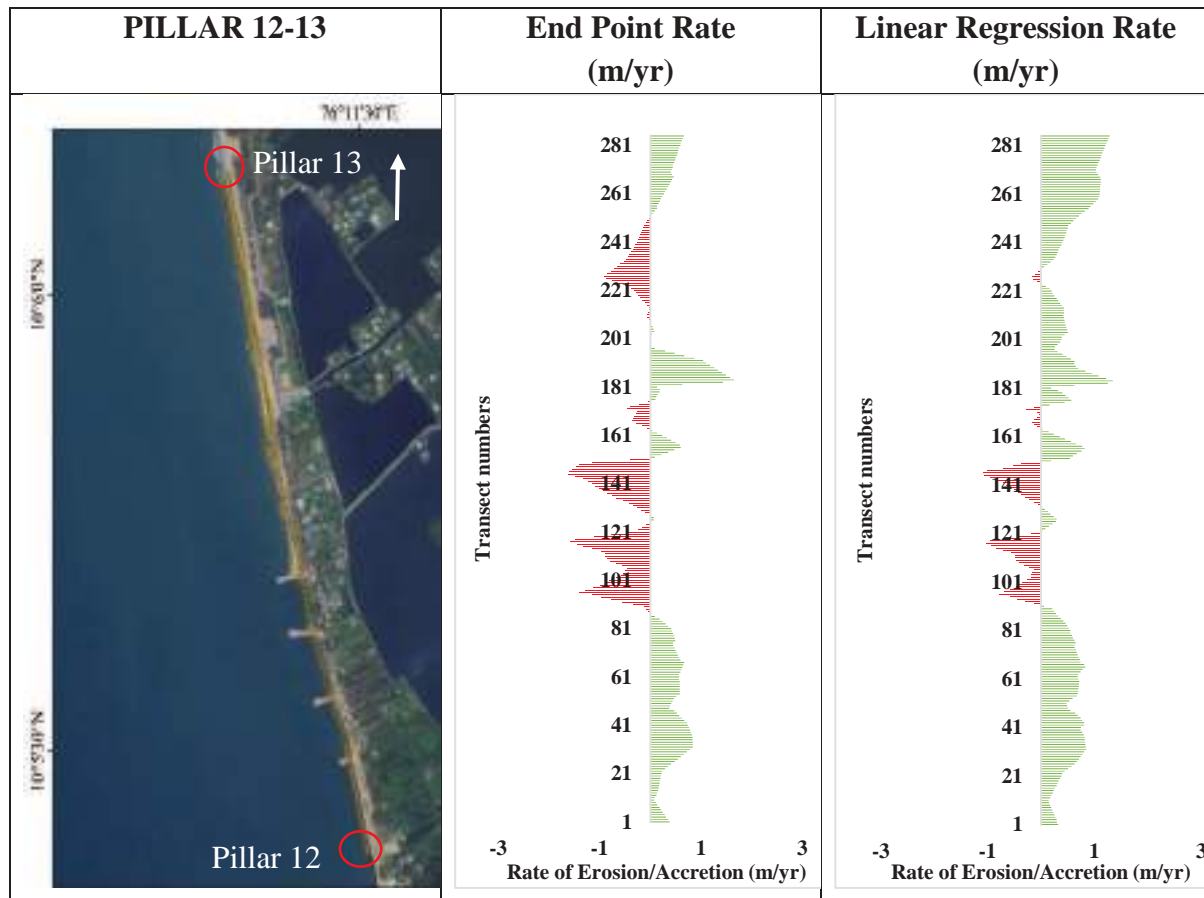 PILLAR 12-13
End Point Rate
(m/yr)
Linear Regression Rate
(m/yr)
Pillar 13
Pillar 12
Transect numbers
281
261
241
221
201
181
161
141
121
101
81
61
41
21
1
-3 -1 1 3
Rate of Erosion/Accretion (m/yr)
Transect numbers
281
261
241
221
201
181
161
141
121
101
81
61
41
21
1
-3 -1 1 3
Rate of Erosion/Accretion (m/yr)